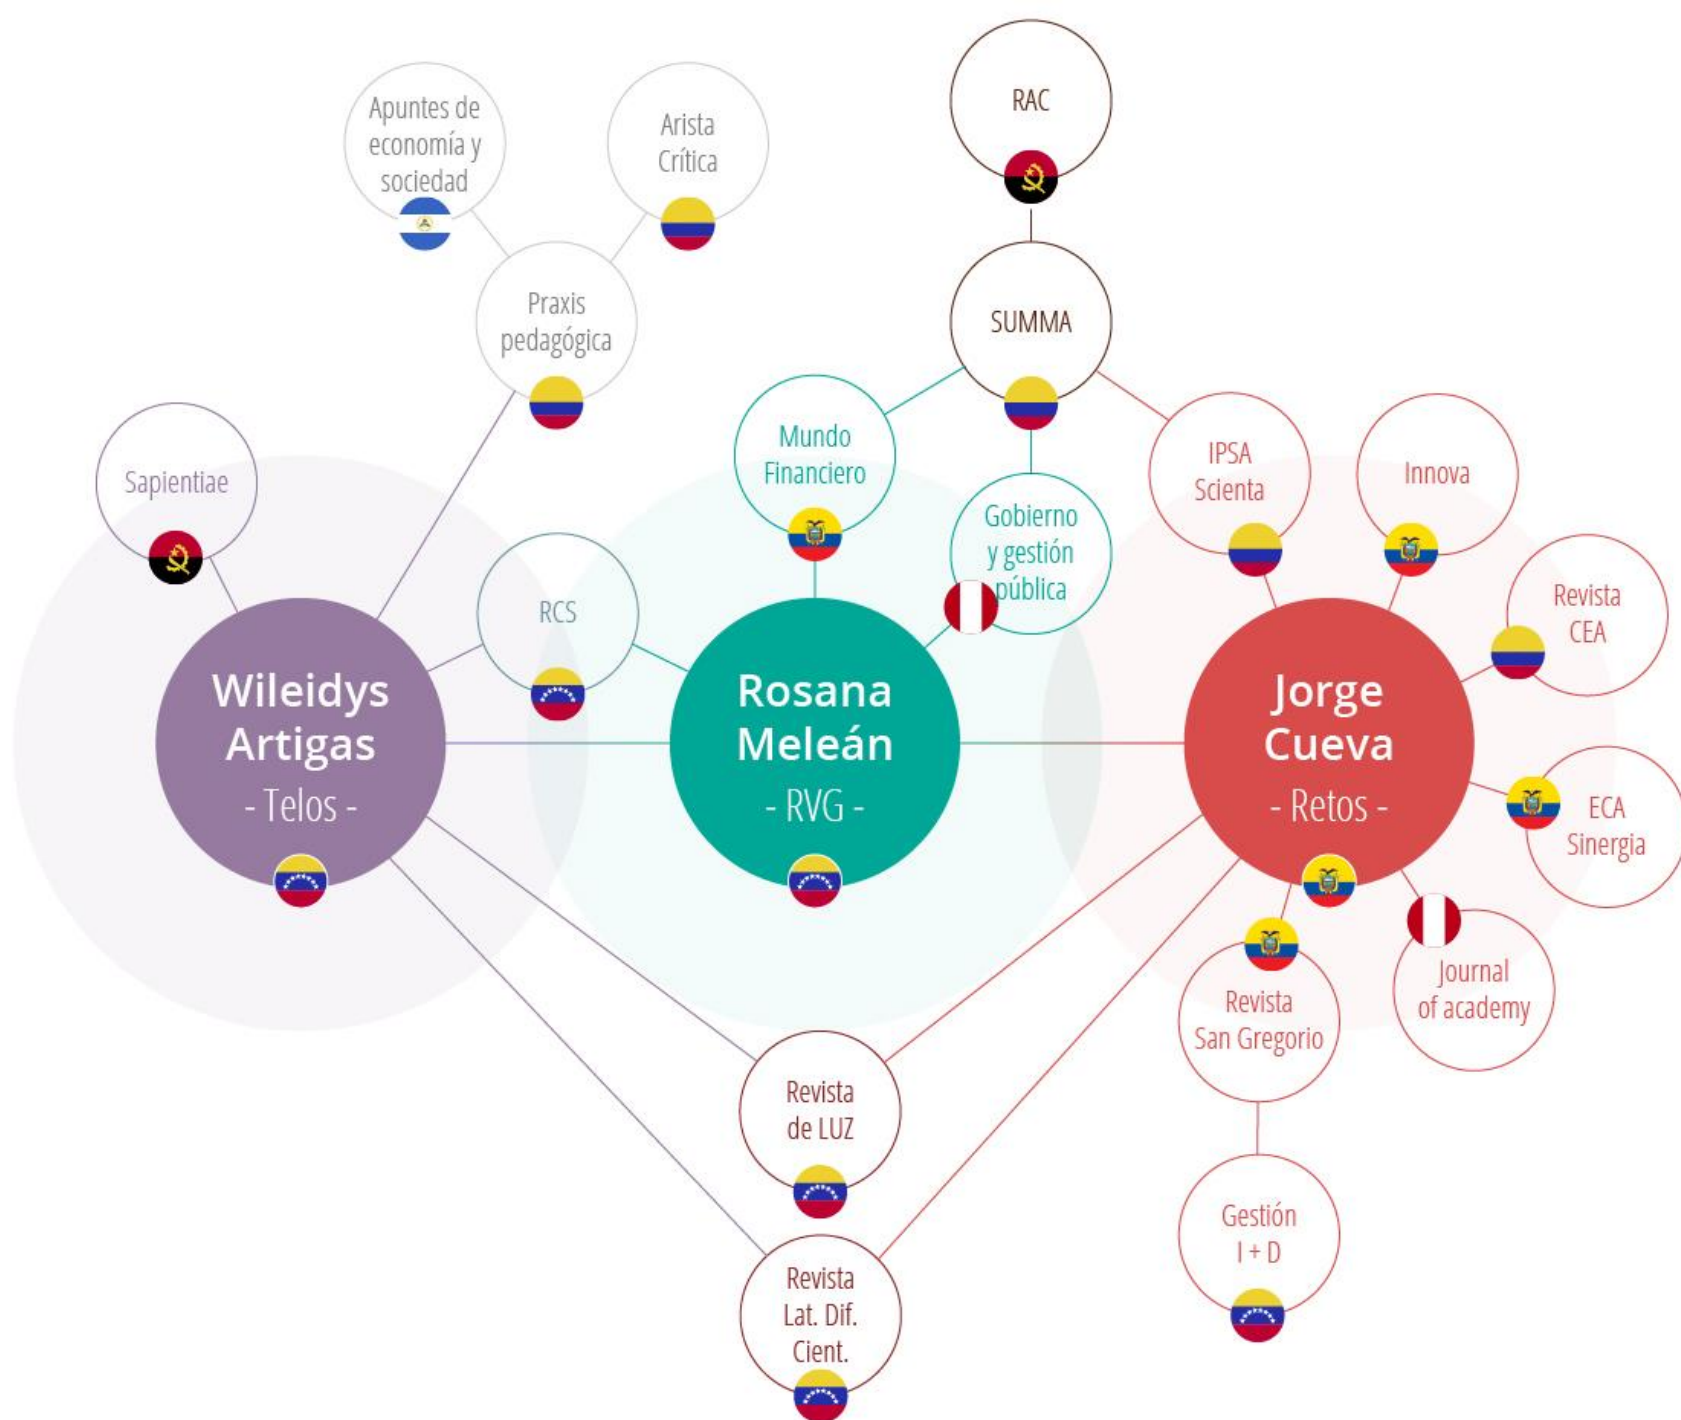 RAC
Apuntes de
economía y
sociedad
Arista
Crítica
Praxis
pedagógica
SUMMA
Sapientiae
Mundo
Financiero
IPSA
Scienta
Innova
Gobierno
y gestión
pública
RCS
Revista
CEA
Wileidys
Artigas
- Telos -
Rosana
Meleán
- RVG -
Jorge
Cueva
- Retos -
ECA
Sinergia
Journal
of academy
Revista
San Gregorio
Revista
de LUZ
Gestión
I + D
Revista
Lat. Dif.
Cient.